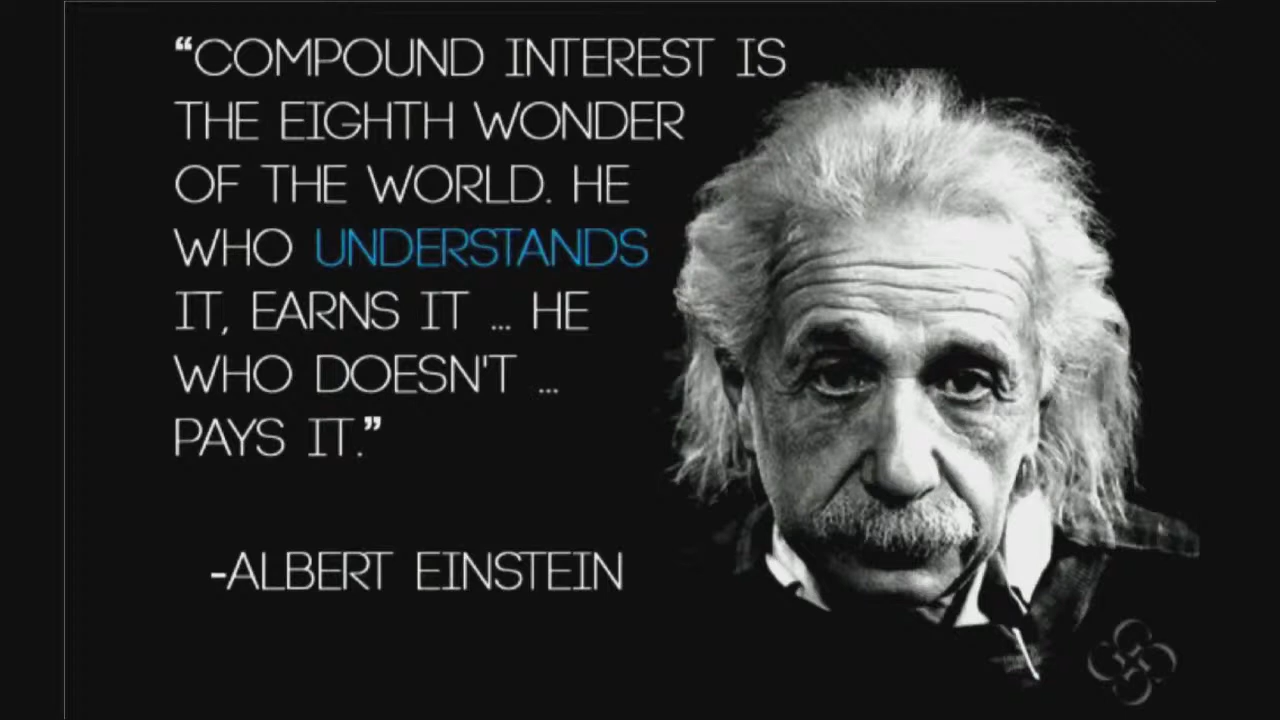 “COMPOUND INTEREST IS
THE EIGHTH WONDER
OF THE WORLD. HE
WHO UNDERSTANDS
IT, EARNS IT ... HE
WHO DOESN'T ...
PAYS IT.”
-ALBERT EINSTEIN